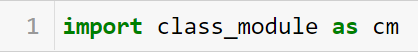 1 import class_module as cm